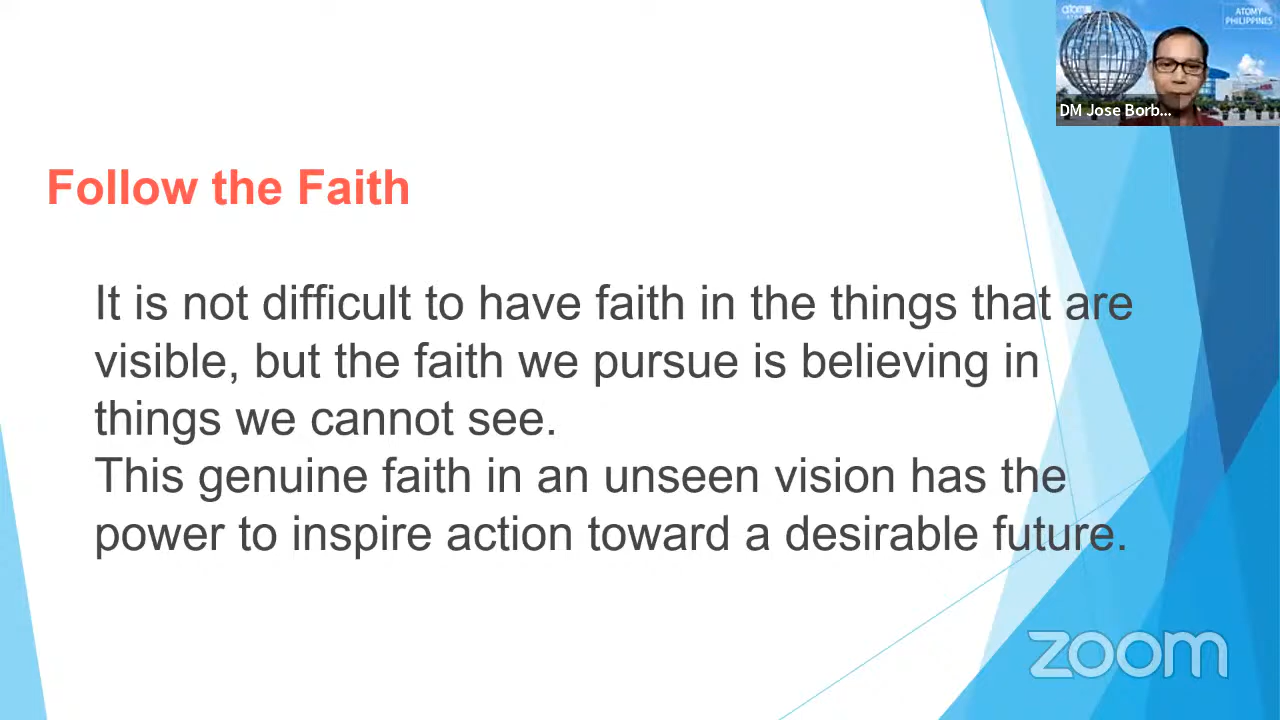 ATOMY
PHILIPPINES
DM Jose Borb...
Follow the Faith
It is not difficult to have faith in the things that are
visible, but the faith we pursue is believing in
things we cannot see.
This genuine faith in an unseen vision has the
power to inspire action toward a desirable future.
zoom